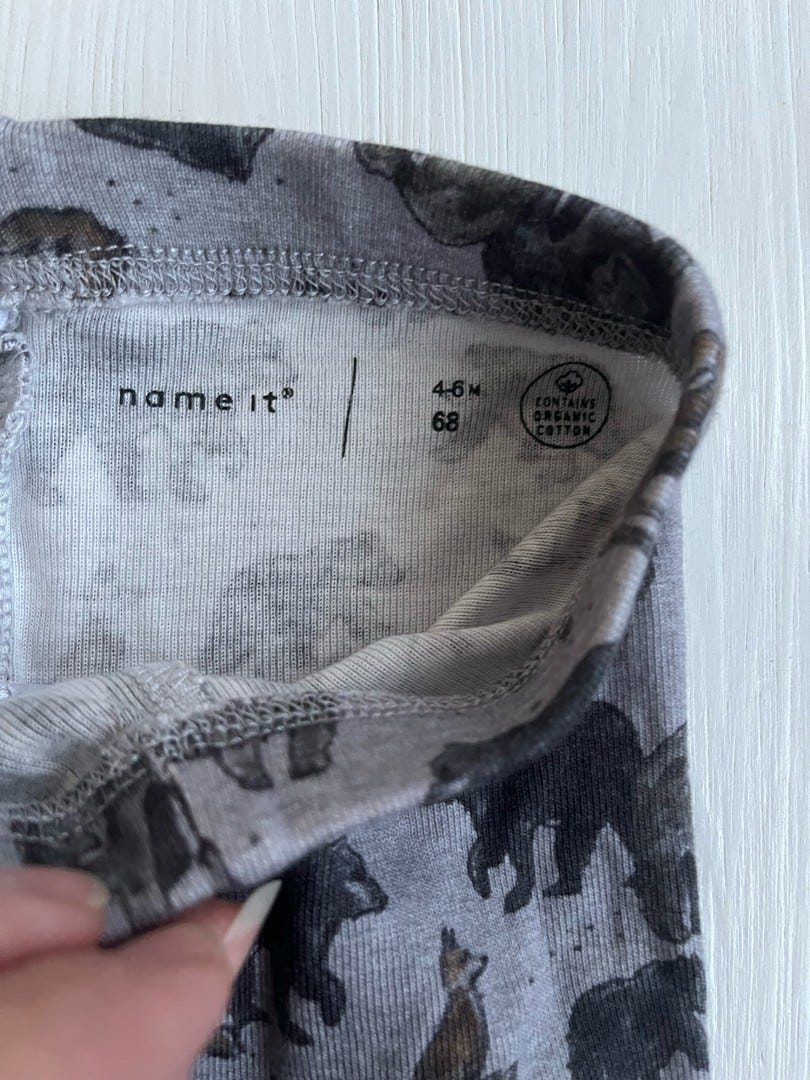 name it®
4-6 M
68
CONTAINS
ORGANIC
COTTON